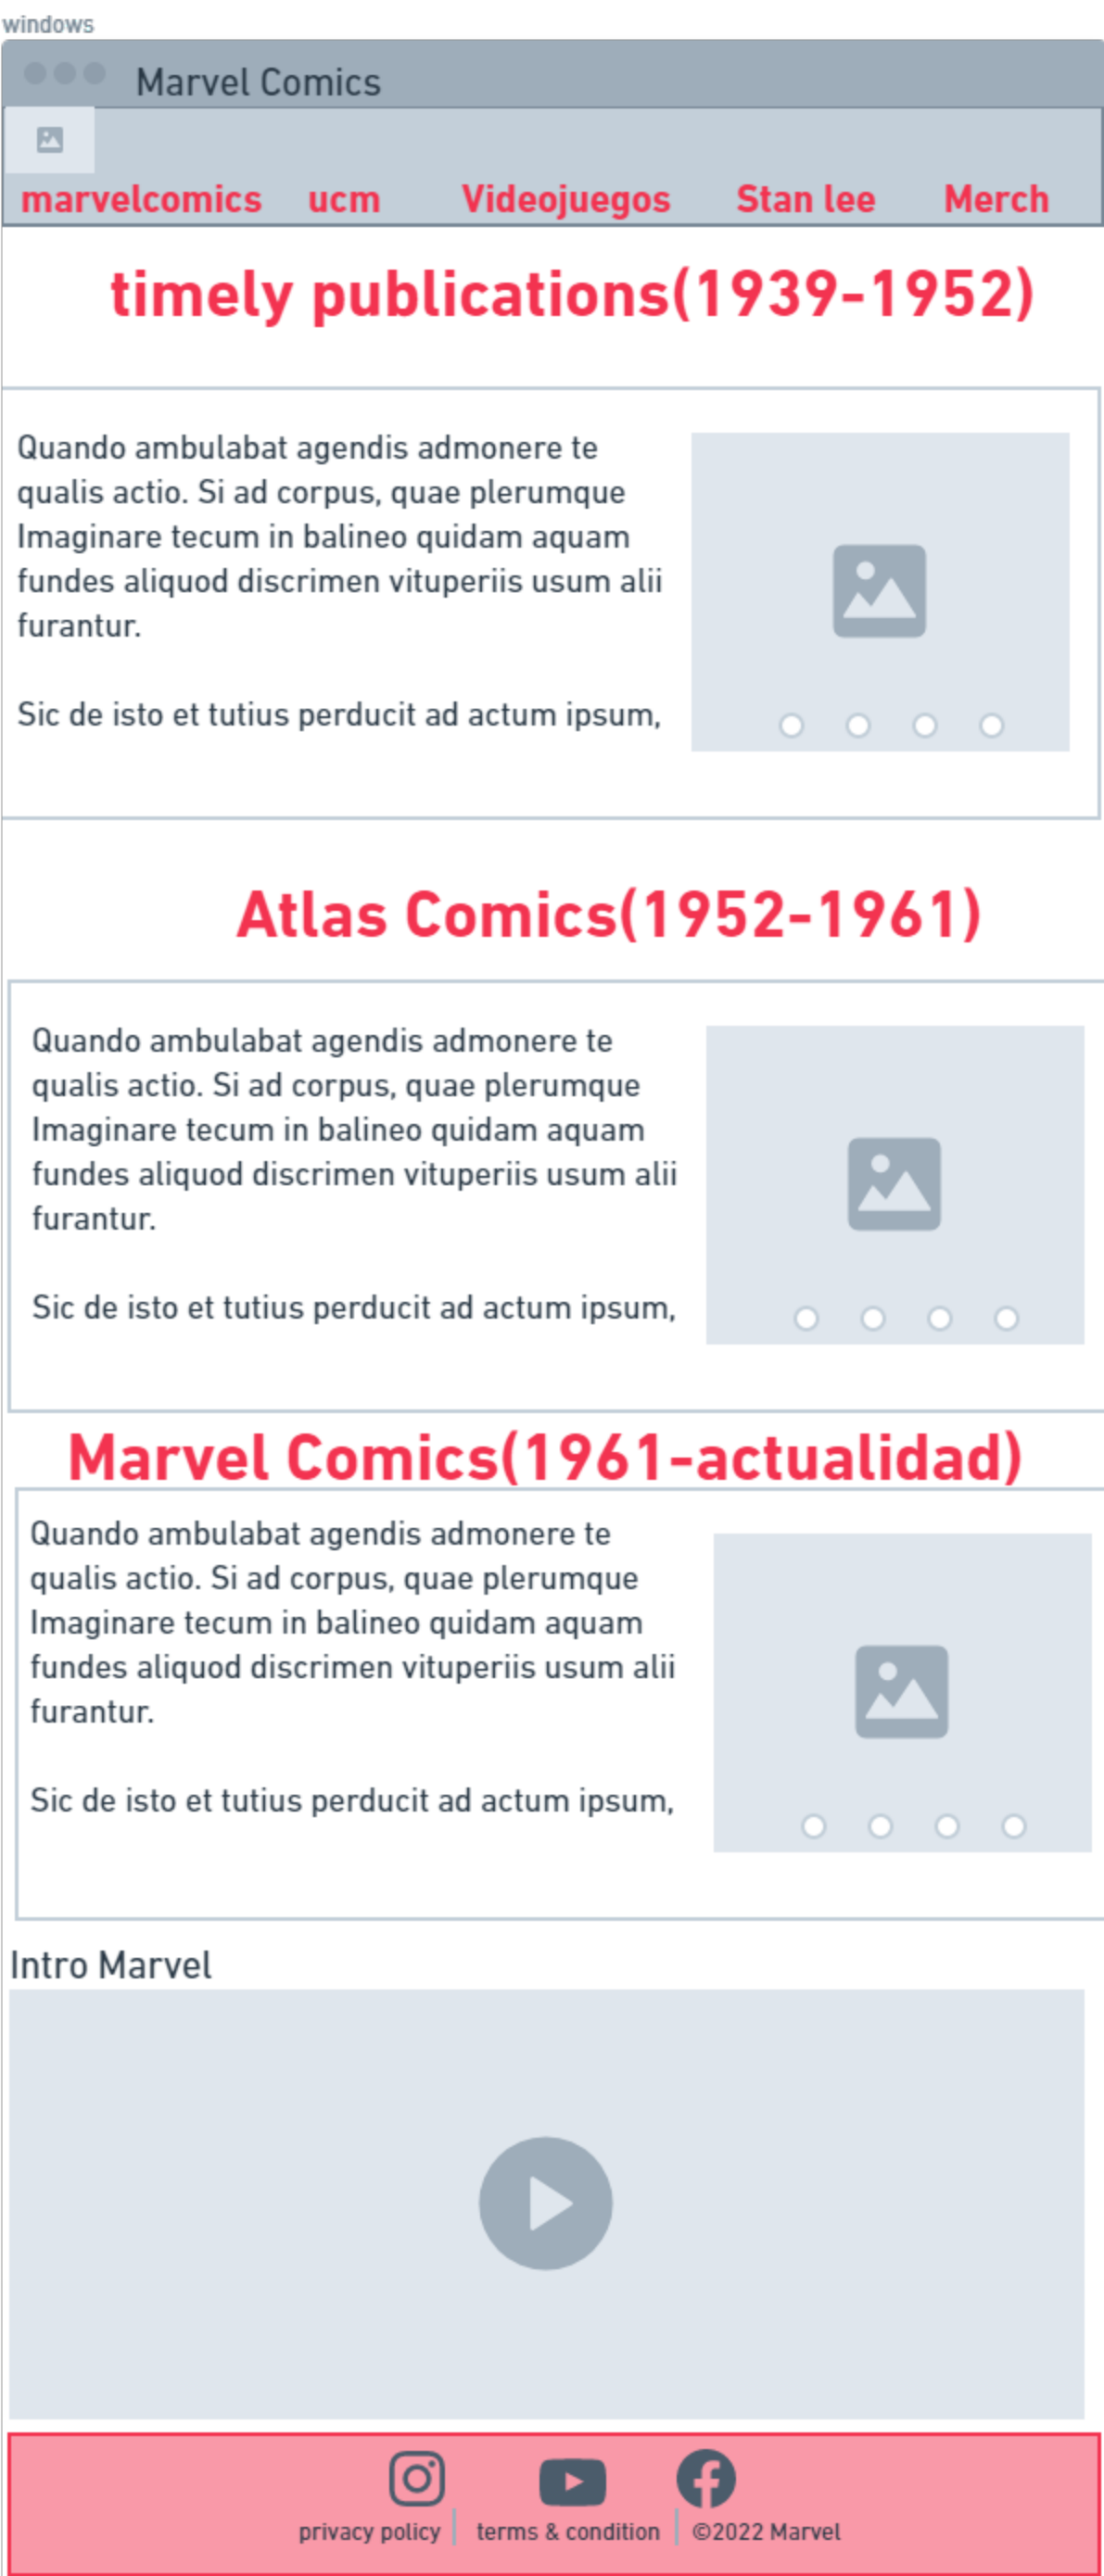 windows
Marvel Comics
marvelcomics ucm Videojuegos Stan lee Merch
timely publications(1939-1952)
Quando ambulabat agendis admonere te
qualis actio. Si ad corpus, quae plerumque
Imaginare tecum in balineo quidam aquam
fundes aliquod discrimen vituperiis usum alii
furantur.
Sic de isto et tutius perducit ad actum ipsum,
Atlas Comics(1952-1961)
Quando ambulabat agendis admonere te
qualis actio. Si ad corpus, quae plerumque
Imaginare tecum in balineo quidam aquam
fundes aliquod discrimen vituperiis usum alii
furantur.
Sic de isto et tutius perducit ad actum ipsum,
Marvel Comics(1961-actualidad)
Quando ambulabat agendis admonere te
qualis actio. Si ad corpus, quae plerumque
Imaginare tecum in balineo quidam aquam
fundes aliquod discrimen vituperiis usum alii
furantur.
Sic de isto et tutius perducit ad actum ipsum,
Intro Marvel
privacy policy terms & condition ©2022 Marvel